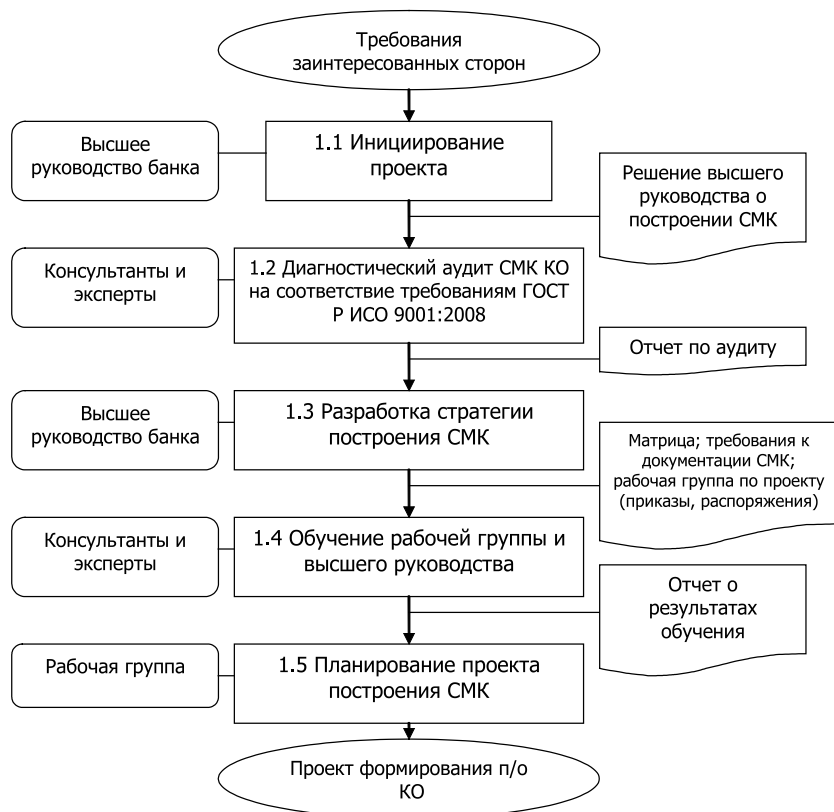 Требования
заинтересованных сторон
Высшее
руководство банка
1.1 Инициирование
проекта
Решение высшего
руководства о
построении СМК
Консультанты и
эксперты
1.2 Диагностический аудит СМК КО
на соответствие требованиям ГОСТ
Р ИСО 9001:2008
Отчет по аудиту
Высшее
руководство банка
1.3 Разработка стратегии
построения СМК
Матрица; требования к
документации СМК;
рабочая группа по проекту
(приказы, распоряжения)
Консультанты и
эксперты
1.4 Обучение рабочей группы и
высшего руководства
Отчет о
результатах
обучения
Рабочая группа
1.5 Планирование проекта
построения СМК
Проект формирования п/о
КО